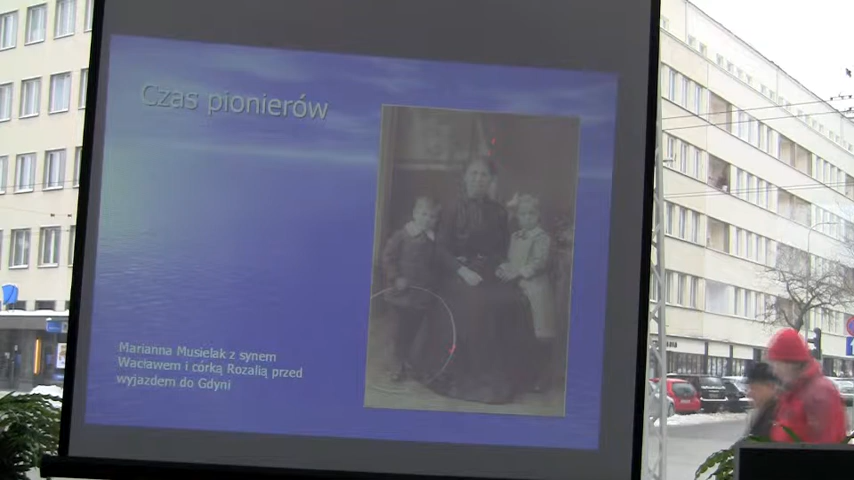 Czas pionierów
Marianna Musielak z synem
Wacławem i córką Rozalią przed
wyjazdem do Gdyni